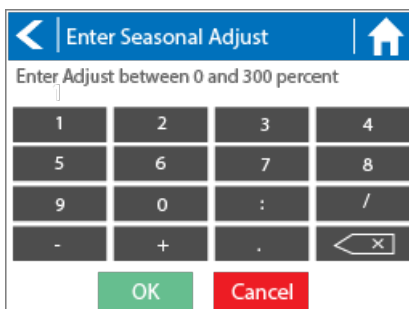 Enter Seasonal Adjust
Enter Adjust between 0 and 300 percent
1 2 3 4
5 6 7 8
9 0 : /
- + .
OK Cancel